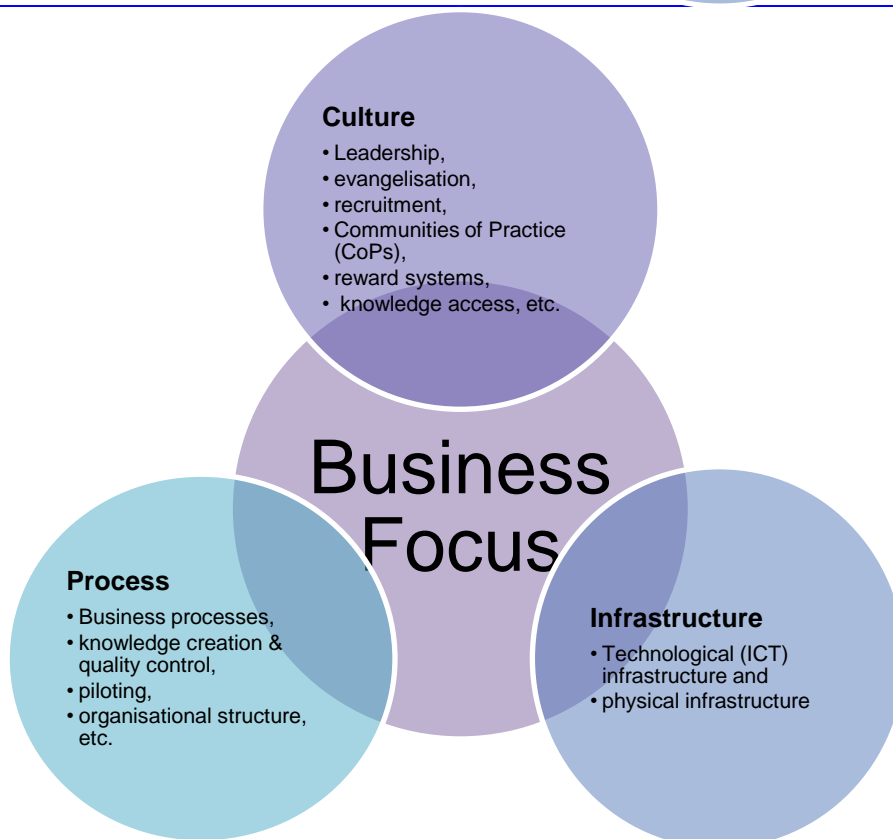 Culture
• Leadership,
• evangelisation,
• recruitment,
• Communities of Practice
(CoPs),
• reward systems,
• knowledge access, etc.
Business
Focus
Process
• Business processes,
• knowledge creation &
quality control,
• piloting,
• organisational structure,
etc.
Infrastructure
• Technological (ICT)
infrastructure and
• physical infrastructure